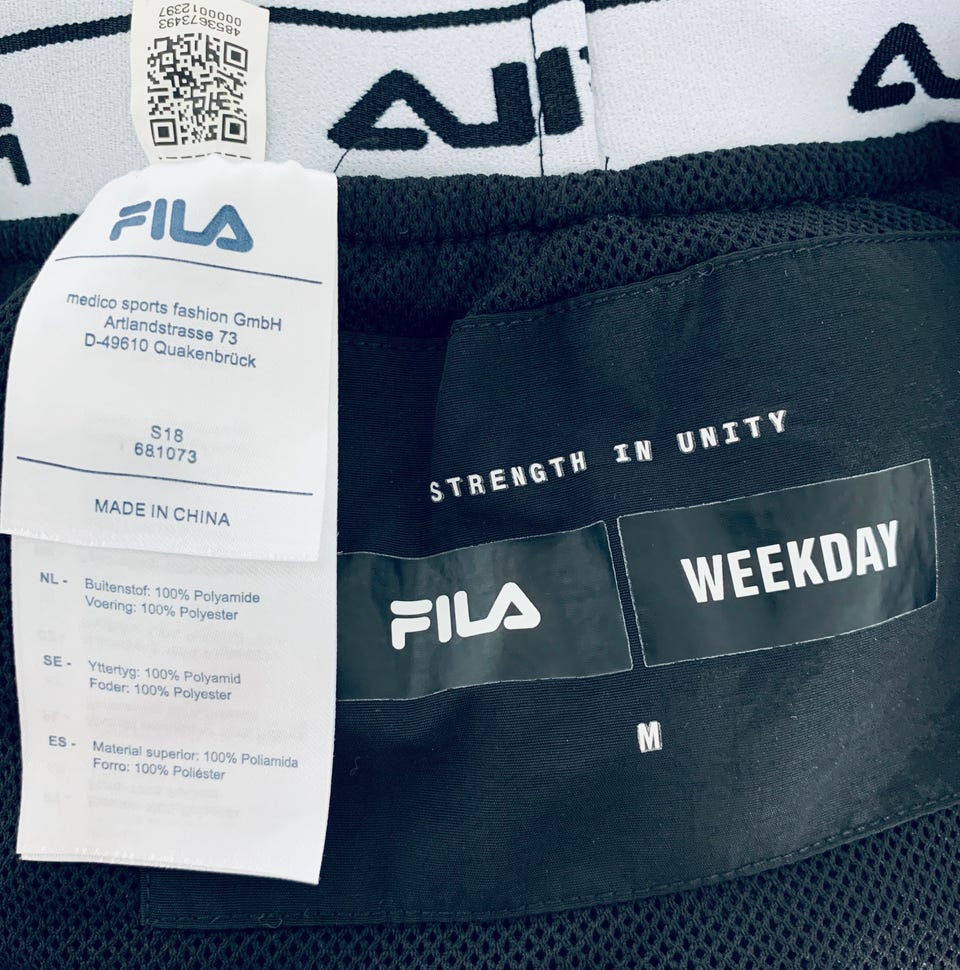 4853673493
0000012397
FILA
medico sports fashion GmbH
Artlandstrasse 73
D-49610 Quakenbrück
S18
681073
MADE IN CHINA
NL - Buitenstof: 100% Polyamide
Voering: 100% Polyester
SE - Yttertyg: 100% Polyamid
Foder: 100% Polyester
ES - Material superior: 100% Poliamida
Forro: 100% Poliéster
STRENGTH IN UNITY
FILA
WEEKDAY
M